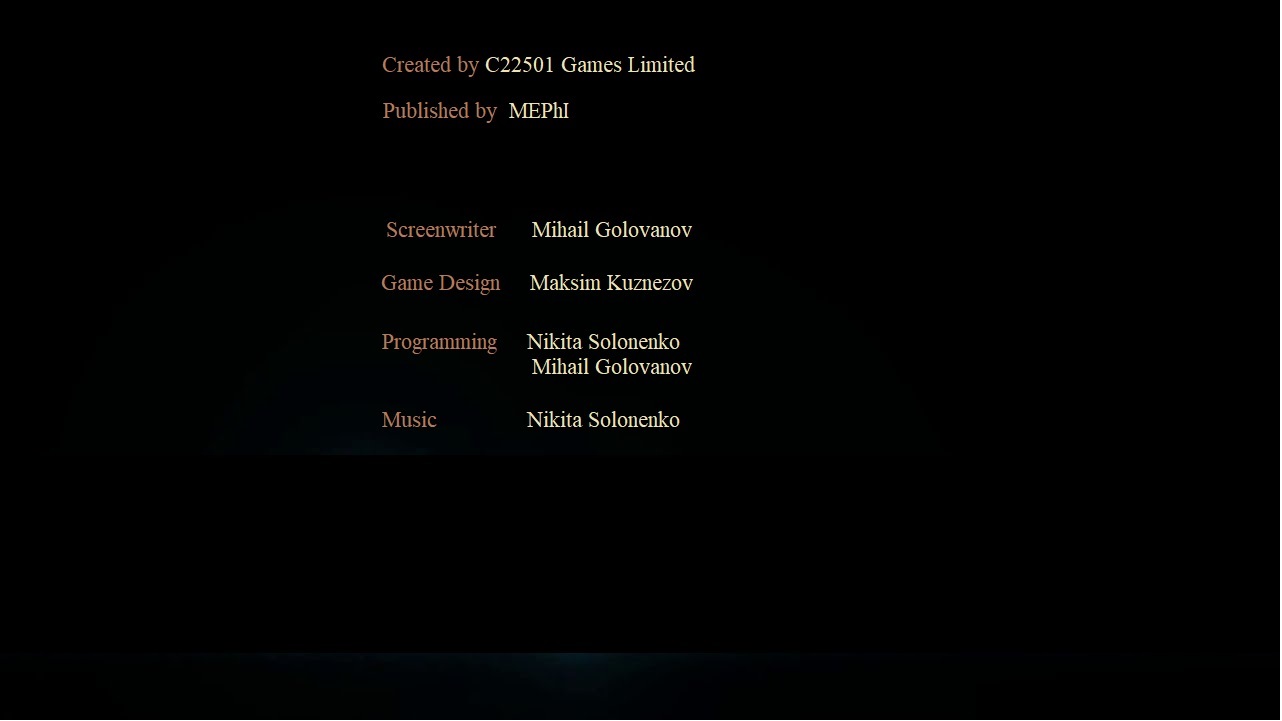 Created by C22501 Games Limited
Published by MEPhI
Screenwriter Mihail Golovanov
Game Design Maksim Kuznezov
Programming Nikita Solonenko
Mihail Golovanov
Music Nikita Solonenko